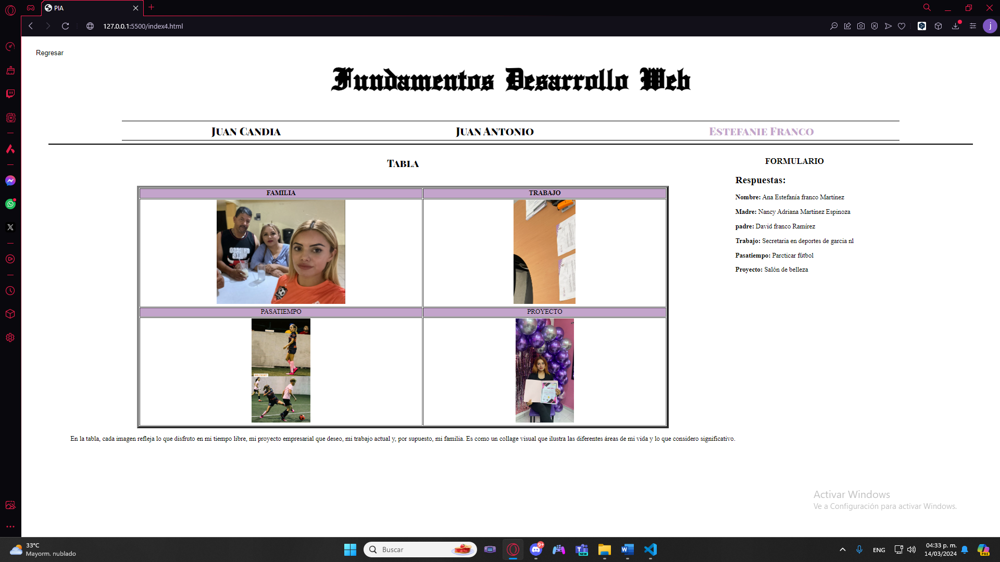 PIA
127.0.0.1:5500/index4.html
j
Regresar
Fundamentos Desarrollo Web
Juan Candia
Juan Antonio
Estefanie Franco
Tabla
FORMULARIO
Respuestas:
Nombre: Ana Estefanía franco Martínez
Madre: Nancy Adriana Martínez Espinoza
padre: David franco Ramírez
Trabajo: Secretaria en deportes de garcia nl
Pasatiempo: Parcticar fútbol
Proyecto: Salón de belleza
FAMILIA
TRABAJO
PASATIEMPO
PROYECTO
En la tabla, cada imagen refleja lo que disfruto en mi tiempo libre, mi proyecto empresarial que deseo, mi trabajo actual y, por supuesto, mi familia. Es como un collage visual que ilustra las diferentes áreas de mi vida y lo que considero significativo.
Activar Windows
Ve a Configuración para activar Windows.
33°C
Mayorm. nublado
Buscar
9+
NEW
ENG
04:33 p. m.
14/03/2024
PRE